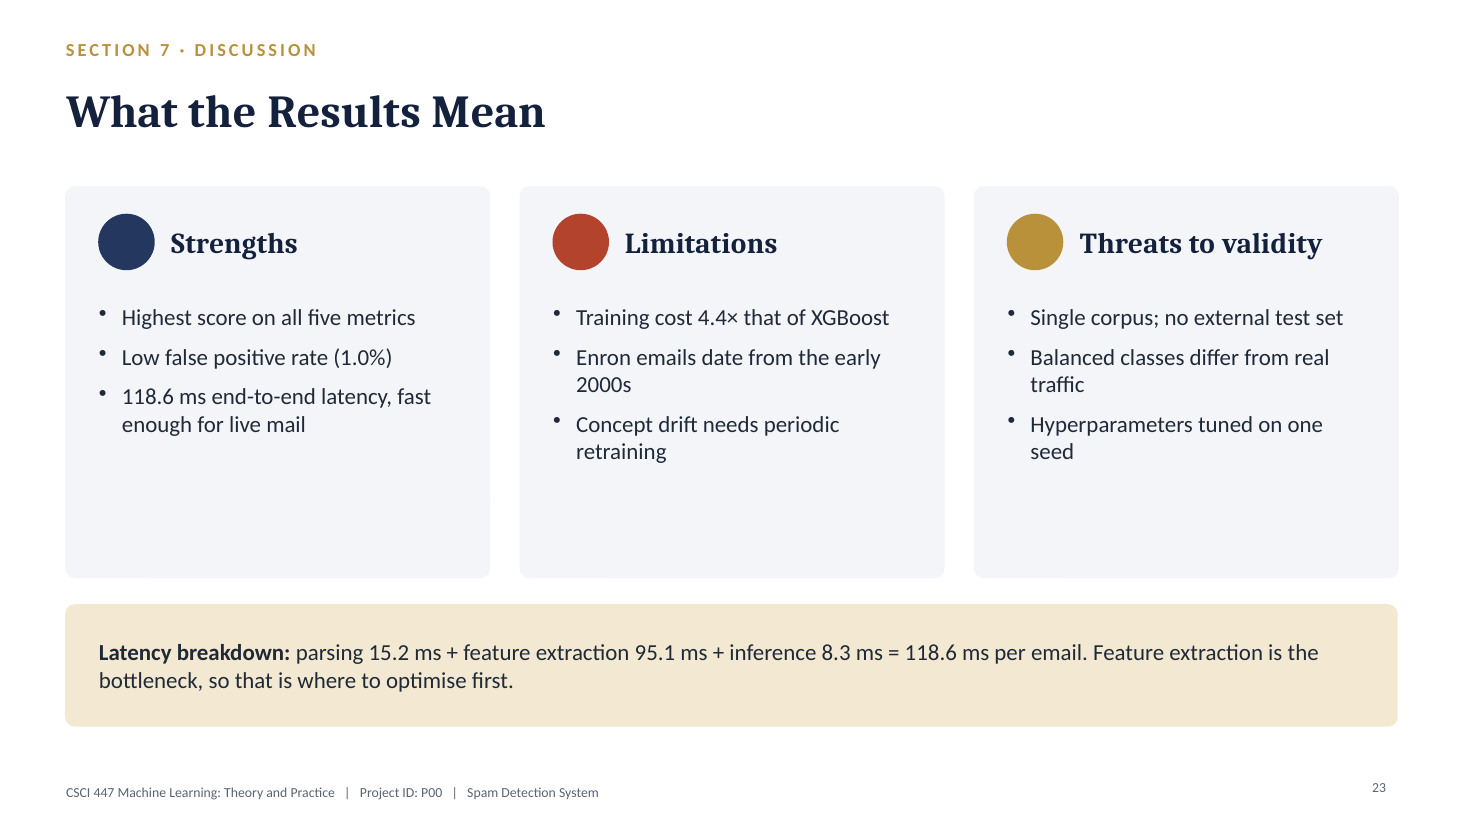 SECTION 7 · DISCUSSION
What the Results Mean
Strengths
• Highest score on all five metrics
• Low false positive rate (1.0%)
• 118.6 ms end-to-end latency, fast
enough for live mail
Limitations
• Training cost 4.4× that of XGBoost
• Enron emails date from the early
2000s
• Concept drift needs periodic
retraining
Threats to validity
• Single corpus; no external test set
• Balanced classes differ from real
traffic
• Hyperparameters tuned on one
seed
Latency breakdown: parsing 15.2 ms + feature extraction 95.1 ms + inference 8.3 ms = 118.6 ms per email. Feature extraction is the
bottleneck, so that is where to optimise first.
CSCI 447 Machine Learning: Theory and Practice | Project ID: P00 | Spam Detection System
23